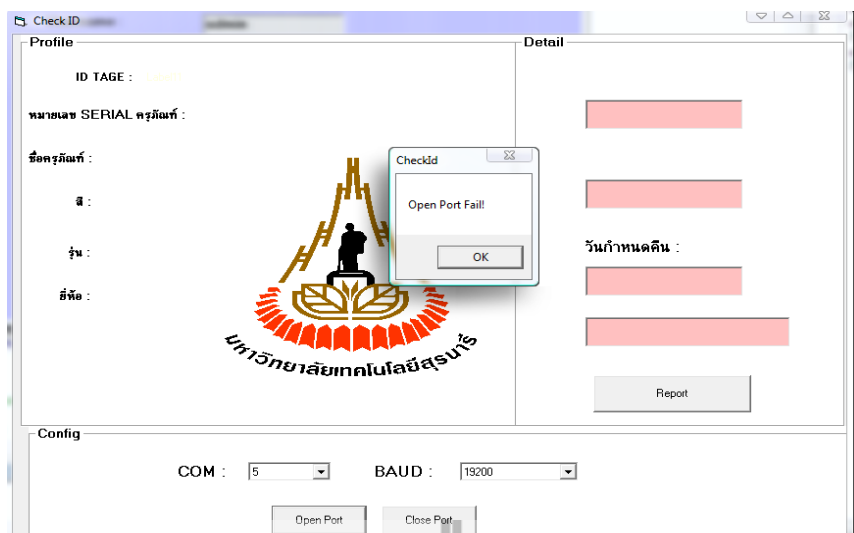 Check ID
Profile
ID TAGE :
หมายเลข SERIAL ครุภัณฑ์ :
ชื่อครุภัณฑ์ :
สี :
รุ่น :
ยี่ห้อ :
มหาวิทยาลัยเทคโนโลยีสุรนารี
CheckId
Open Port Fail!
OK
Detail
วันกำหนดคืน :
Report
Config
COM : 5 BAUD : 19200
Open Port Close Port